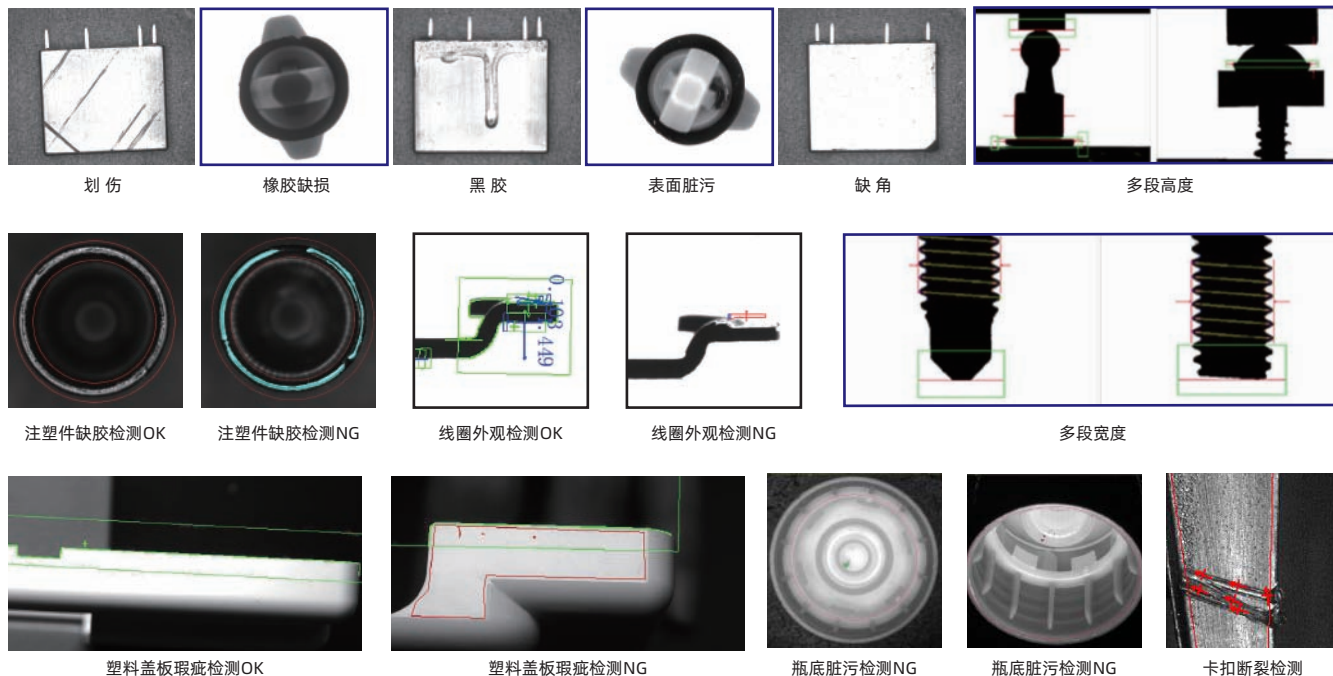 划 伤
橡胶缺损
黑 胶
表面脏污
缺 角
多段高度
0.103
.449
注塑件缺胶检测OK
注塑件缺胶检测NG
线圈外观检测OK
线圈外观检测NG
多段宽度
塑料盖板瑕疵检测OK
塑料盖板瑕疵检测NG
瓶底脏污检测NG
瓶底脏污检测NG
卡扣断裂检测